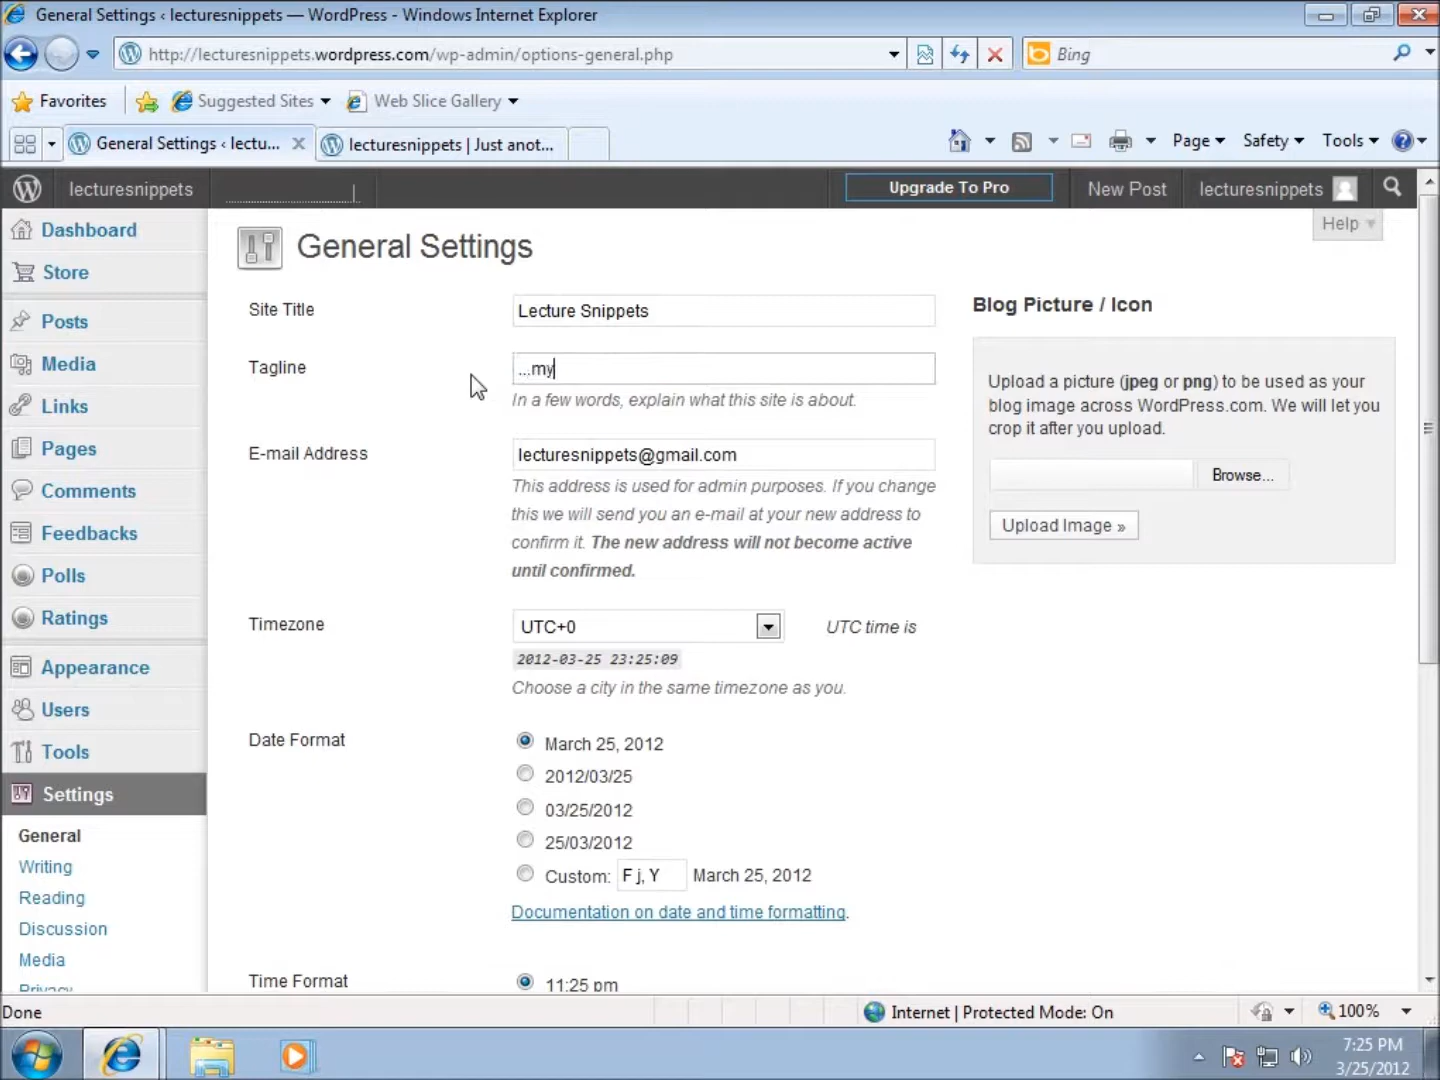 General Settings ‹ lecturesnippets — WordPress - Windows Internet Explorer
http://lecturesnippets.wordpress.com/wp-admin/options-general.php
Bing
Favorites
Suggested Sites
Web Slice Gallery
General Settings ‹ lectu...
lecturesnippets | Just anot...
Page
Safety
Tools
lecturesnippets
Upgrade To Pro
New Post
lecturesnippets
Dashboard
Store
Posts
Media
Links
Pages
Comments
Feedbacks
Polls
Ratings
Appearance
Users
Tools
Settings
General
Writing
Reading
Discussion
Media
Privacy
Help
General Settings
Site Title
Lecture Snippets
Tagline
...my
In a few words, explain what this site is about.
E-mail Address
lecturesnippets@gmail.com
This address is used for admin purposes. If you change
this we will send you an e-mail at your new address to
confirm it. The new address will not become active
until confirmed.
Timezone
UTC+0
UTC time is
2012-03-25 23:25:09
Choose a city in the same timezone as you.
Date Format
March 25, 2012
2012/03/25
03/25/2012
25/03/2012
Custom: F j, Y March 25, 2012
Documentation on date and time formatting.
Time Format
11:25 pm
Blog Picture / Icon
Upload a picture (jpeg or png) to be used as your
blog image across WordPress.com. We will let you
crop it after you upload.
Browse...
Upload Image »
Done
Internet | Protected Mode: On
100%
7:25 PM
3/25/2012